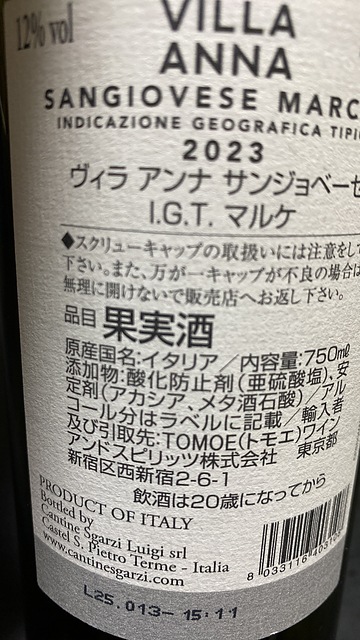 12% vol
VILLA
ANNA
SANGIOVESE MARC
INDICAZIONE GEOGRAFICA TIPI
2023
ヴィラ アンナ サンジョベーゼ
I.G.T. マルケ
◆スクリューキャップの取扱いには注意をして
下さい。また、万が一キャップが不良の場合は
無理に開けないで販売店へお返し下さい。
品目 果実酒
原産国名:イタリア／内容量:750㎖
添加物:酸化防止剤(亜硫酸塩)、安
定剤(アカシア、メタ酒石酸)／アル
コール分はラベルに記載／輸入者
及び引取先:TOMOE(トモエ)ワイン
アンドスピリッツ株式会社 東京都
新宿区西新宿2-6-1
飲酒は20歳になってから
PRODUCT OF ITALY
Bottled by
Cantine Sgarzi Luigi srl
Castel S. Pietro Terme - Italia
www.cantinesgarzi.com
8 033116 403
L25.013- 15:11